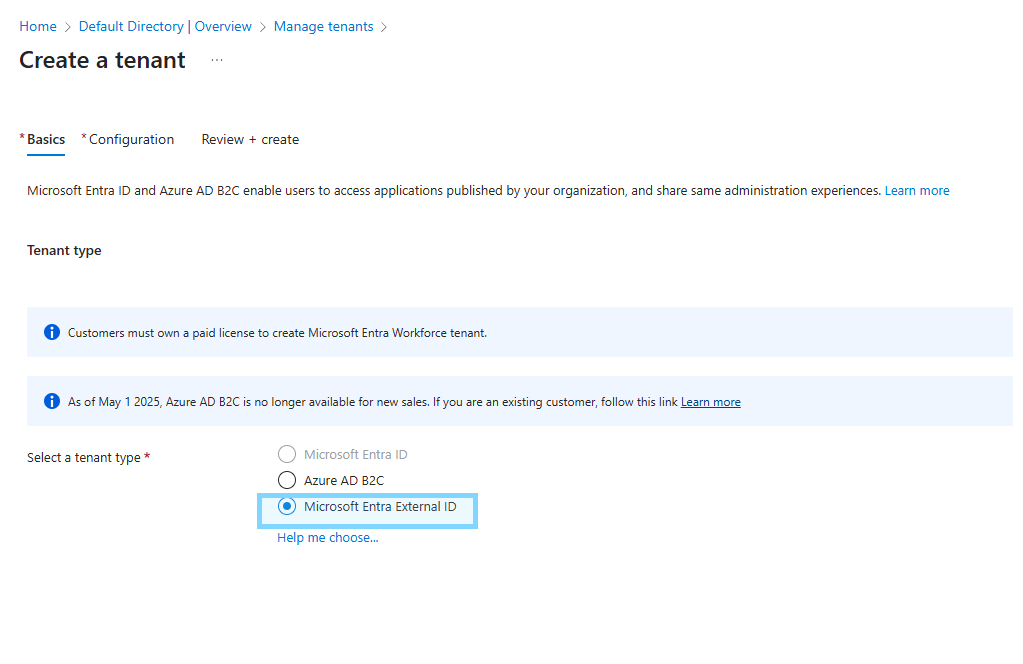 Home > Default Directory | Overview > Manage tenants >
Create a tenant ...
* Basics * Configuration Review + create
Microsoft Entra ID and Azure AD B2C enable users to access applications published by your organization, and share same administration experiences. Learn more
Tenant type
Customers must own a paid license to create Microsoft Entra Workforce tenant.
As of May 1 2025, Azure AD B2C is no longer available for new sales. If you are an existing customer, follow this link Learn more
Select a tenant type *
Microsoft Entra ID
Azure AD B2C
Microsoft Entra External ID
Help me choose...